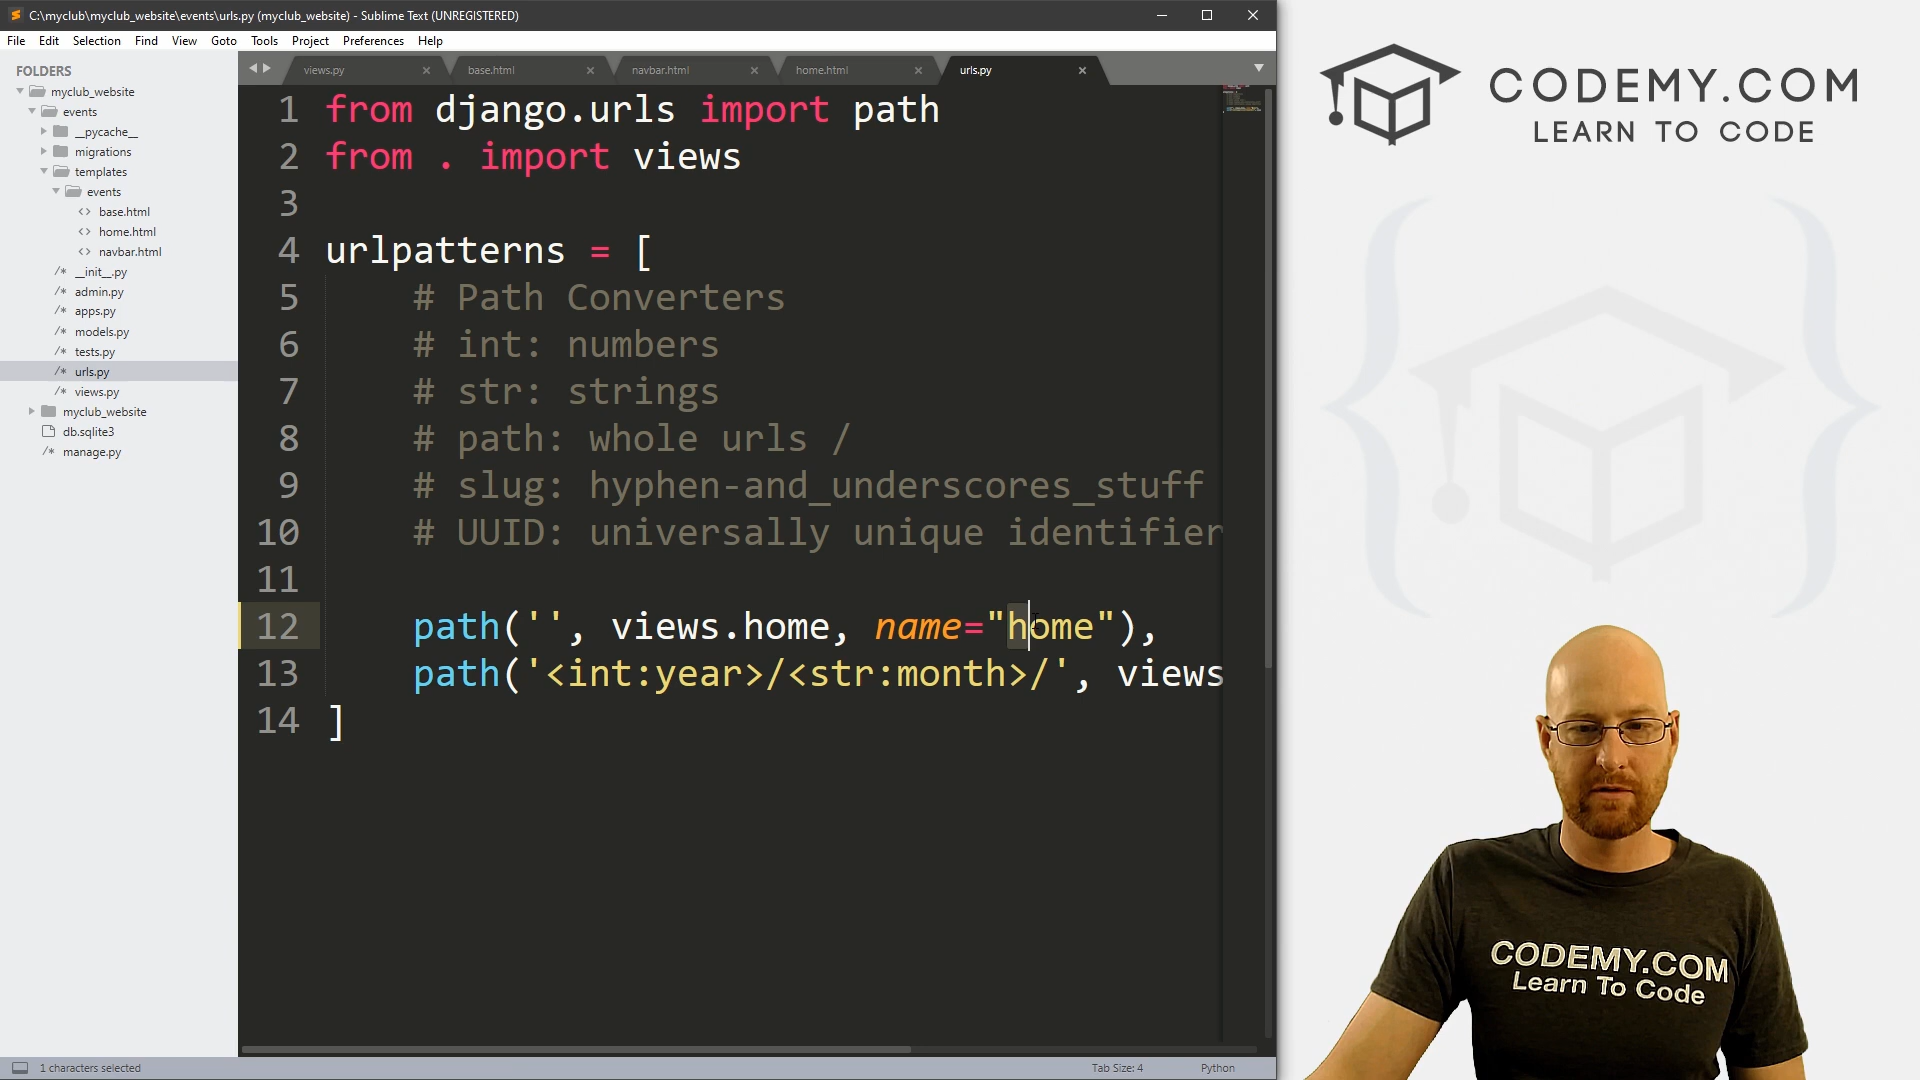 C:\myclub\myclub_website\events\urls.py (myclub_website) - Sublime Text (UNREGISTERED)
File Edit Selection Find View Goto Tools Project Preferences Help
FOLDERS
myclub_website
events
__pycache__
migrations
templates
events
base.html
home.html
navbar.html
__init__.py
admin.py
apps.py
models.py
tests.py
urls.py
views.py
myclub_website
db.sqlite3
manage.py
views.py base.html navbar.html home.html urls.py
1 from django.urls import path
2 from . import views
3
4 urlpatterns = [
5 # Path Converters
6 # int: numbers
7 # str: strings
8 # path: whole urls /
9 # slug: hyphen-and_underscores_stuff
10 # UUID: universally unique identifier
11
12 path('', views.home, name="home"),
13 path('<int:year>/<str:month>/', views
14 ]
1 characters selected
Tab Size: 4 Python
CODEMY.COM
LEARN TO CODE
CODEMY.COM
Learn To Code